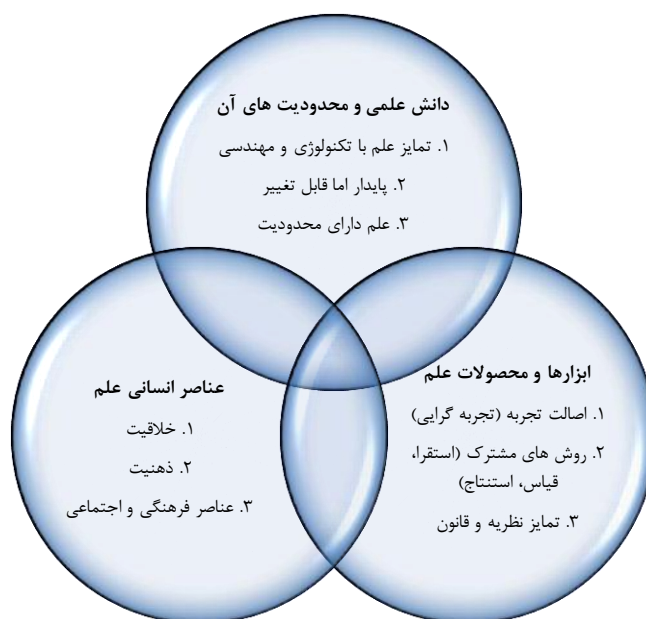 دانش علمی و محدودیت های آن
۱. تمایز علم با تکنولوژی و مهندسی
۲. پایدار اما قابل تغییر
۳. علم دارای محدودیت
ابزارها و محصولات علم
۱. اصالت تجربه (تجربه گرایی)
۲. روش های مشترک (استقرا،
قیاس، استنتاج)
۳. تمایز نظریه و قانون
عناصر انسانی علم
۱. خلاقیت
۲. ذهنیت
۳. عناصر فرهنگی و اجتماعی